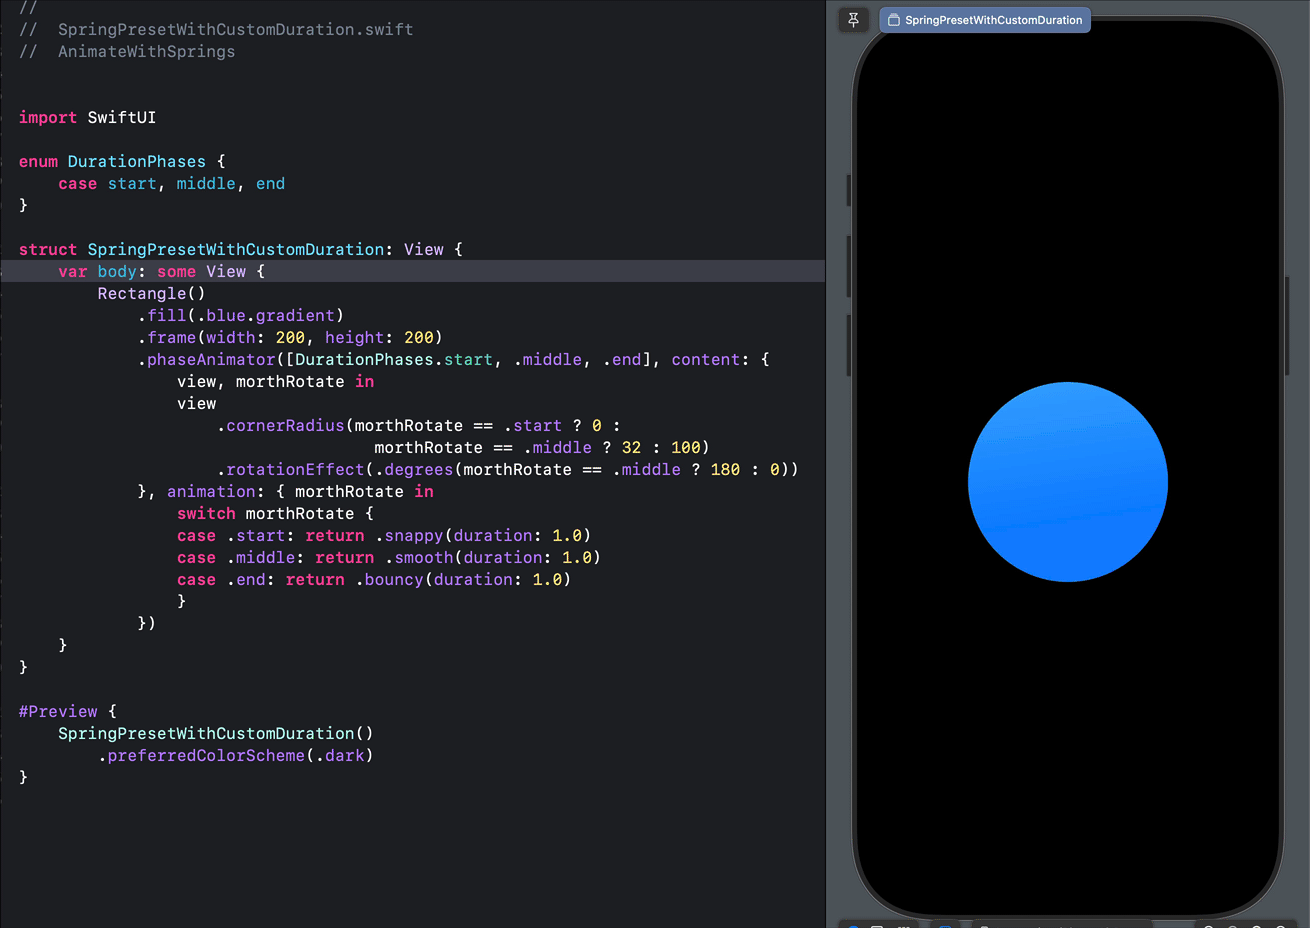 //
//  SpringPresetWithCustomDuration.swift
//  AnimateWithSprings
import SwiftUI
enum DurationPhases {
    case start, middle, end
}
struct SpringPresetWithCustomDuration: View {
    var body: some View {
        Rectangle()
            .fill(.blue.gradient)
            .frame(width: 200, height: 200)
            .phaseAnimator([DurationPhases.start, .middle, .end], content: {
                view, morthRotate in
                view
                    .cornerRadius(morthRotate == .start ? 0 :
                                    morthRotate == .middle ? 32 : 100)
                    .rotationEffect(.degrees(morthRotate == .middle ? 180 : 0))
            }, animation: { morthRotate in
                switch morthRotate {
                case .start: return .snappy(duration: 1.0)
                case .middle: return .smooth(duration: 1.0)
                case .end: return .bouncy(duration: 1.0)
                }
            })
    }
}
#Preview {
    SpringPresetWithCustomDuration()
        .preferredColorScheme(.dark)
}
SpringPresetWithCustomDuration